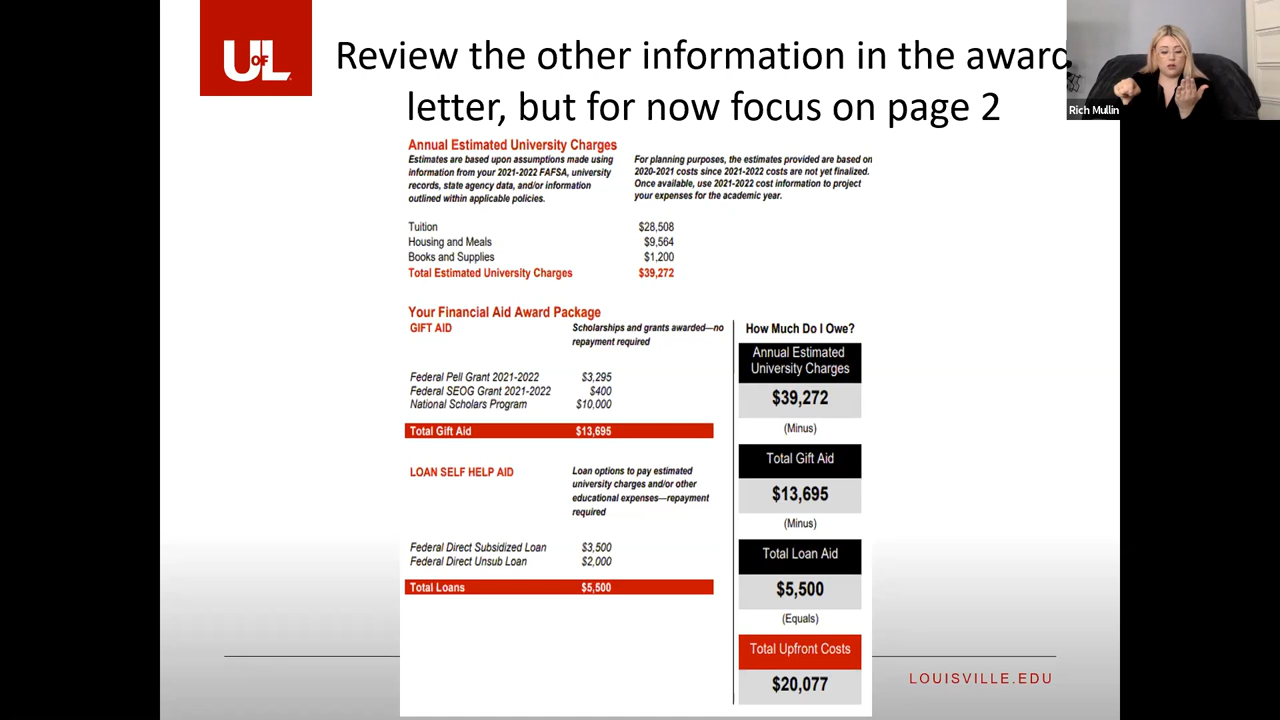 UofL
Review the other information in the award
letter, but for now focus on page 2
Rich Mullin
Annual Estimated University Charges
Estimates are based upon assumptions made using
information from your 2021-2022 FAFSA, university
records, state agency data, and/or information
outlined within applicable policies.
For planning purposes, the estimates provided are based on
2020-2021 costs since 2021-2022 costs are not yet finalized.
Once available, use 2021-2022 cost information to project
your expenses for the academic year.
Tuition $28,508
Housing and Meals $9,564
Books and Supplies $1,200
Total Estimated University Charges $39,272
Your Financial Aid Award Package
GIFT AID
Scholarships and grants awarded—no
repayment required
Federal Pell Grant 2021-2022 $3,295
Federal SEOG Grant 2021-2022 $400
National Scholars Program $10,000
Total Gift Aid $13,695
LOAN SELF HELP AID
Loan options to pay estimated
university charges and/or other
educational expenses—repayment
required
Federal Direct Subsidized Loan $3,500
Federal Direct Unsub Loan $2,000
Total Loans $5,500
How Much Do I Owe?
Annual Estimated
University Charges
$39,272
(Minus)
Total Gift Aid
$13,695
(Minus)
Total Loan Aid
$5,500
(Equals)
Total Upfront Costs
$20,077
LOUISVILLE.EDU